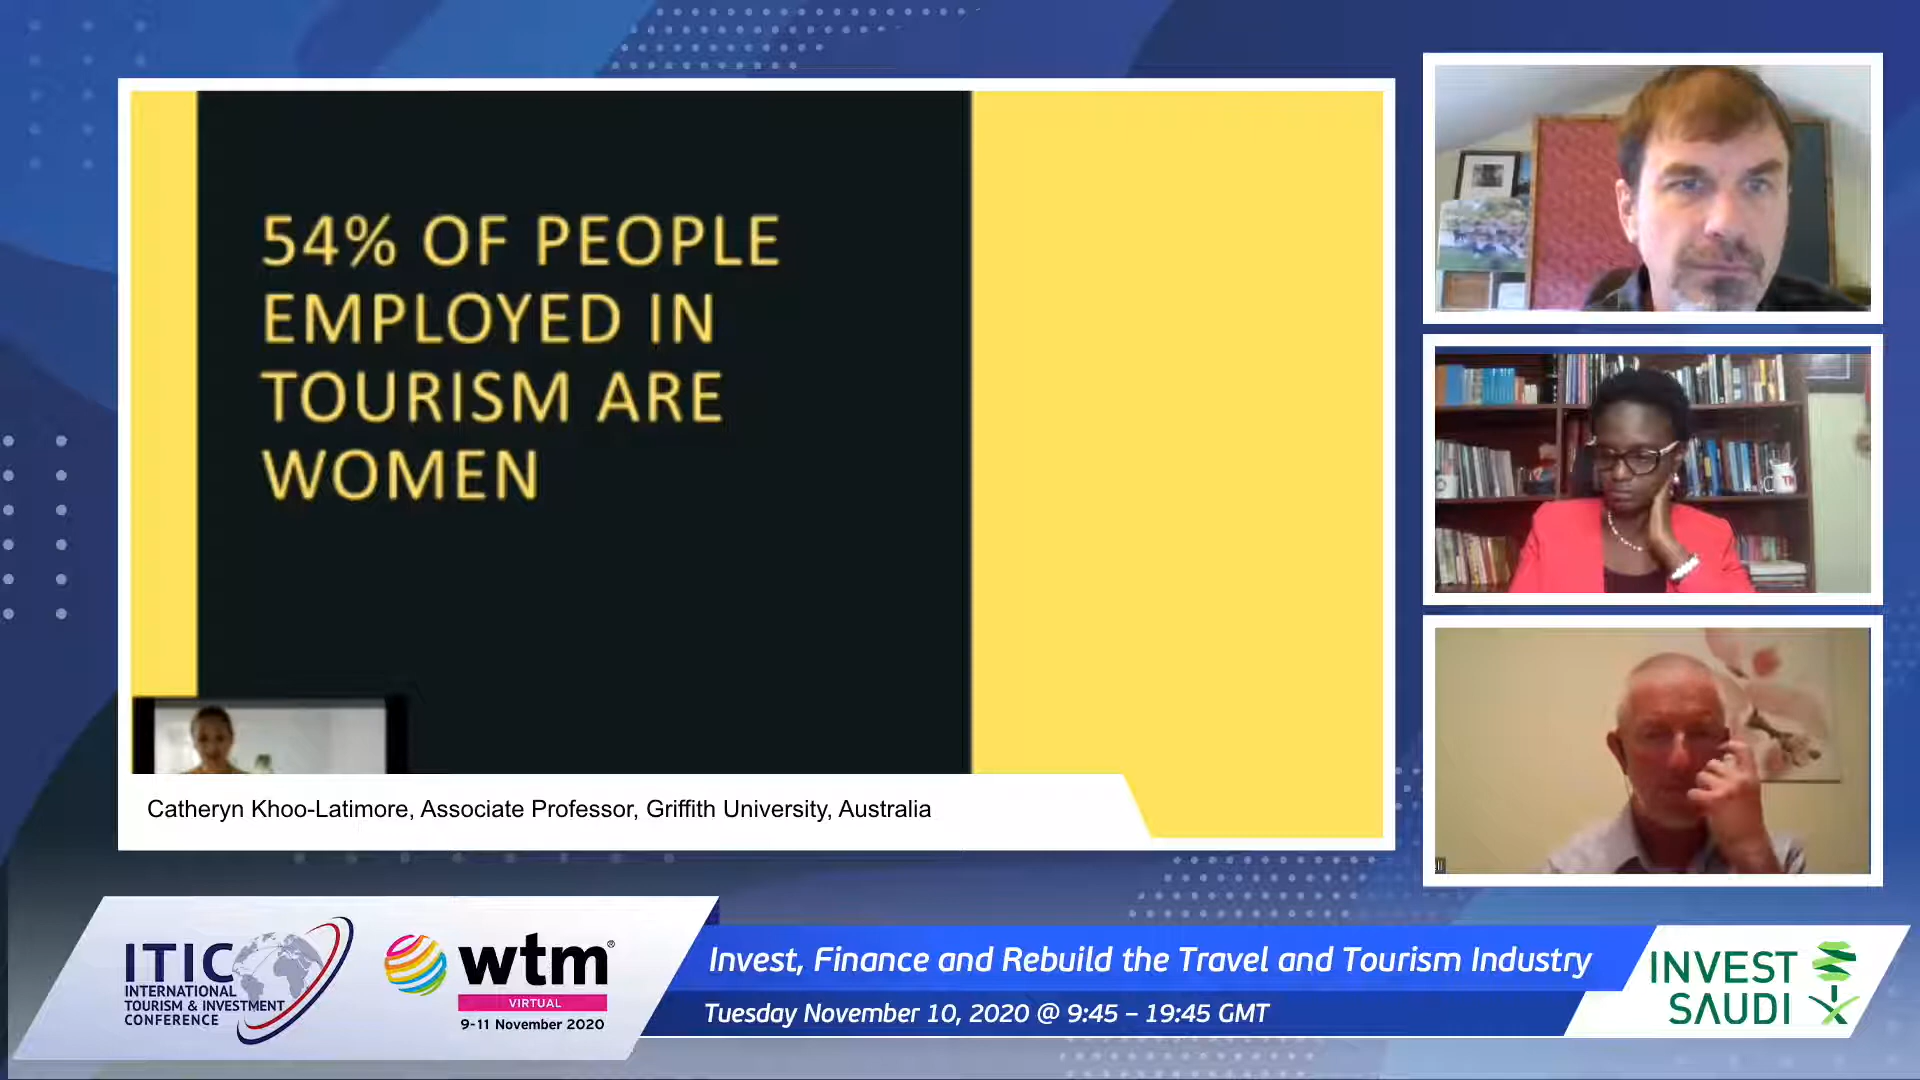 54% OF PEOPLE
EMPLOYED IN
TOURISM ARE
WOMEN
Catheryn Khoo-Latimore, Associate Professor, Griffith University, Australia
ITIC
INTERNATIONAL
TOURISM & INVESTMENT
CONFERENCE
wtm®
VIRTUAL
9-11 November 2020
Invest, Finance and Rebuild the Travel and Tourism Industry
Tuesday November 10, 2020 @ 9:45 – 19:45 GMT
INVEST
SAUDI